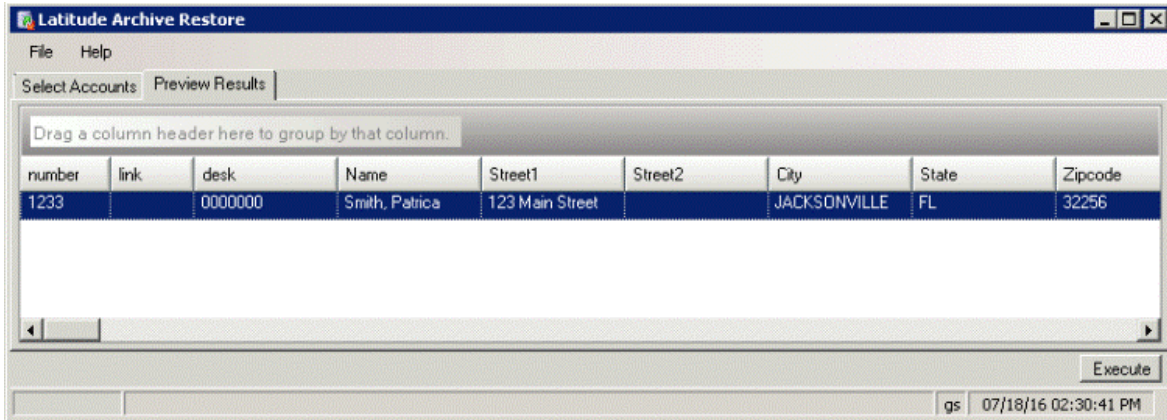 Latitude Archive Restore
File Help
Select Accounts Preview Results
Drag a column header here to group by that column.
number link desk Name Street1 Street2 City State Zipcode
1233 0000000 Smith, Patrica 123 Main Street JACKSONVILLE FL 32256
Execute
gs 07/18/16 02:30:41 PM